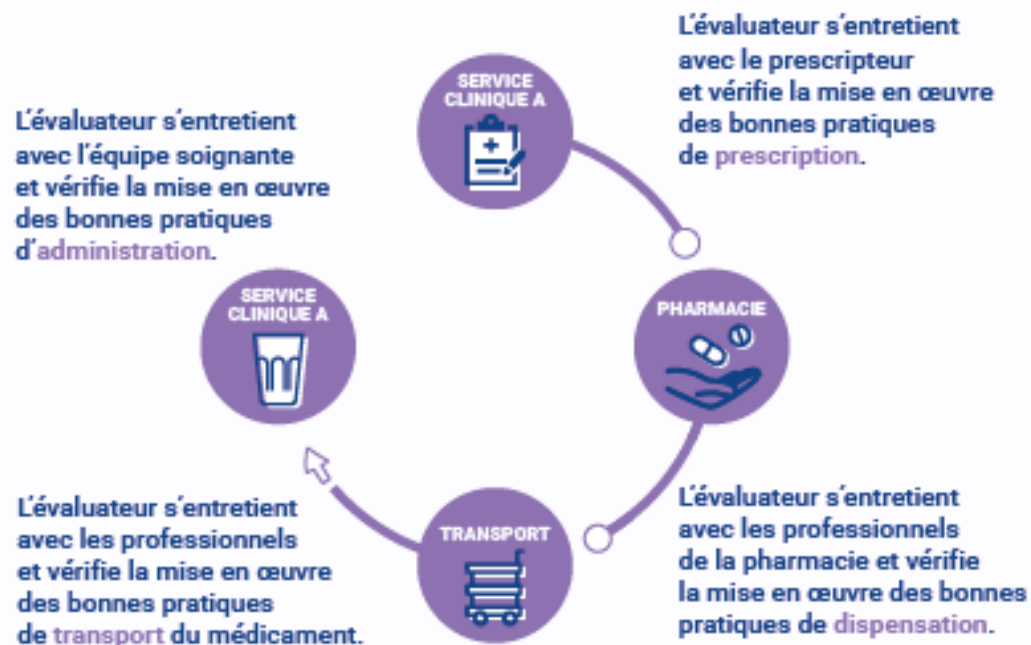 L'évaluateur s'entretient
avec le prescripteur
et vérifie la mise en œuvre
des bonnes pratiques
de prescription.
SERVICE
CLINIQUE A
L'évaluateur s'entretient
avec l'équipe soignante
et vérifie la mise en œuvre
des bonnes pratiques
d'administration.
SERVICE
CLINIQUE A
PHARMACIE
L'évaluateur s'entretient
avec les professionnels
et vérifie la mise en œuvre
des bonnes pratiques
de transport du médicament.
TRANSPORT
L'évaluateur s'entretient
avec les professionnels
de la pharmacie et vérifie
la mise en œuvre des bonnes
pratiques de dispensation.